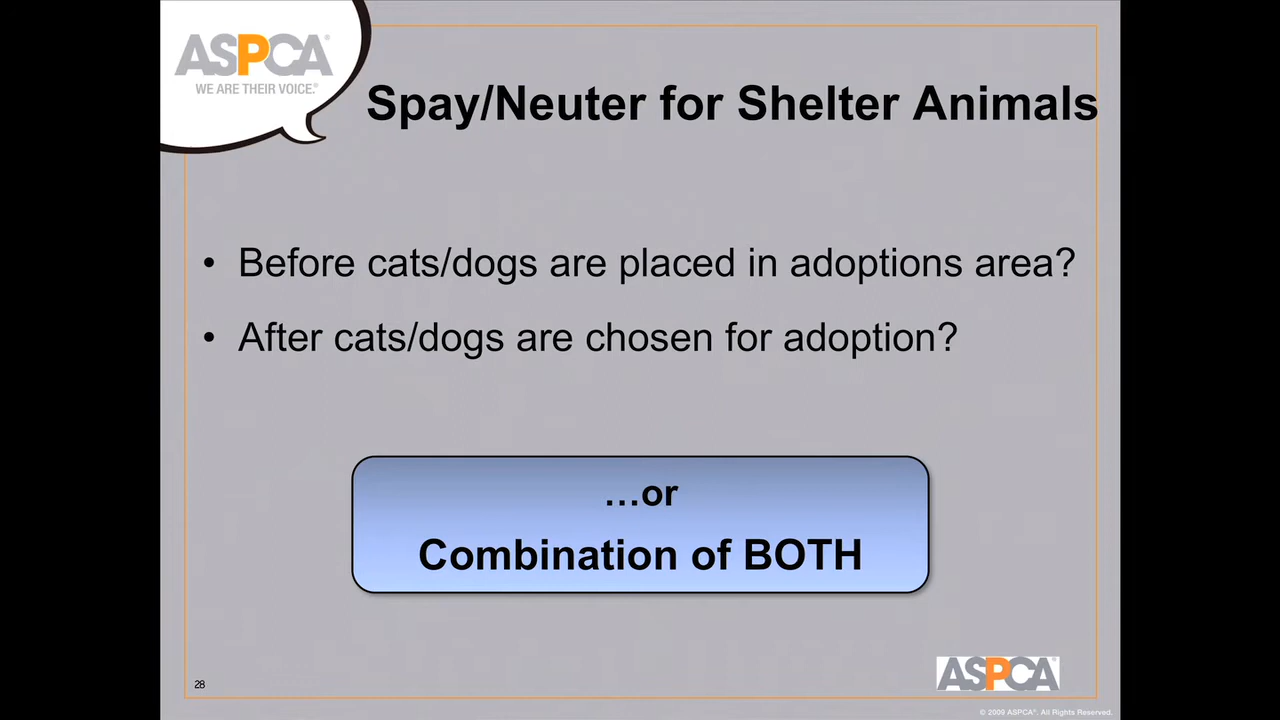 ASPCA®
WE ARE THEIR VOICE.®
Spay/Neuter for Shelter Animals
• Before cats/dogs are placed in adoptions area?
• After cats/dogs are chosen for adoption?
…or
Combination of BOTH
28
ASPCA®
© 2009 ASPCA®. All Rights Reserved.